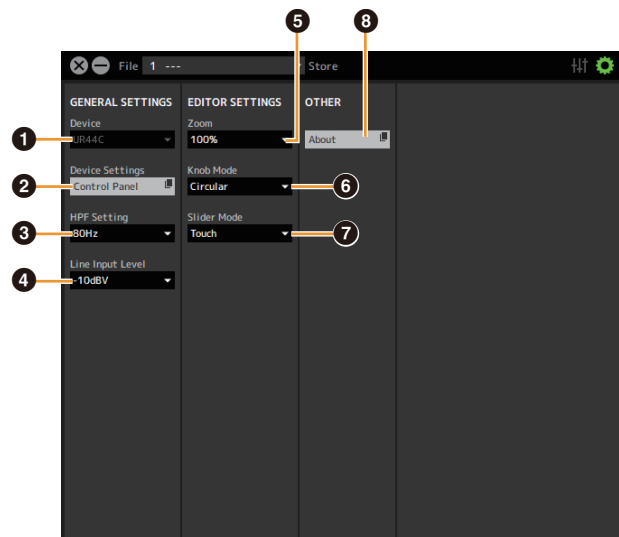 5 8
File 1 --- Store
GENERAL SETTINGS EDITOR SETTINGS OTHER
Device Zoom
1 UR44C 100% About
Device Settings Knob Mode
2 Control Panel Circular 6
HPF Setting Slider Mode
3 80Hz Touch 7
Line Input Level
4 -10dBV